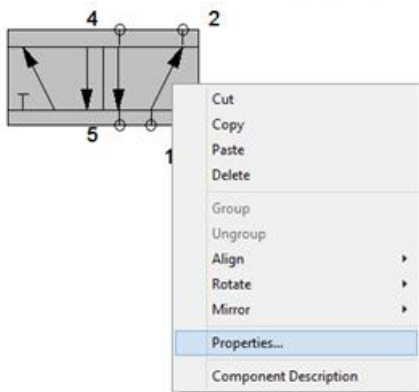 4 2
5
1
Cut
Copy
Paste
Delete
Group
Ungroup
Align
Rotate
Mirror
Properties...
Component Description